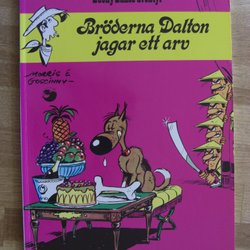 Bröderna Dalton
jagar ett arv
MORRIS &
GOSCINNY